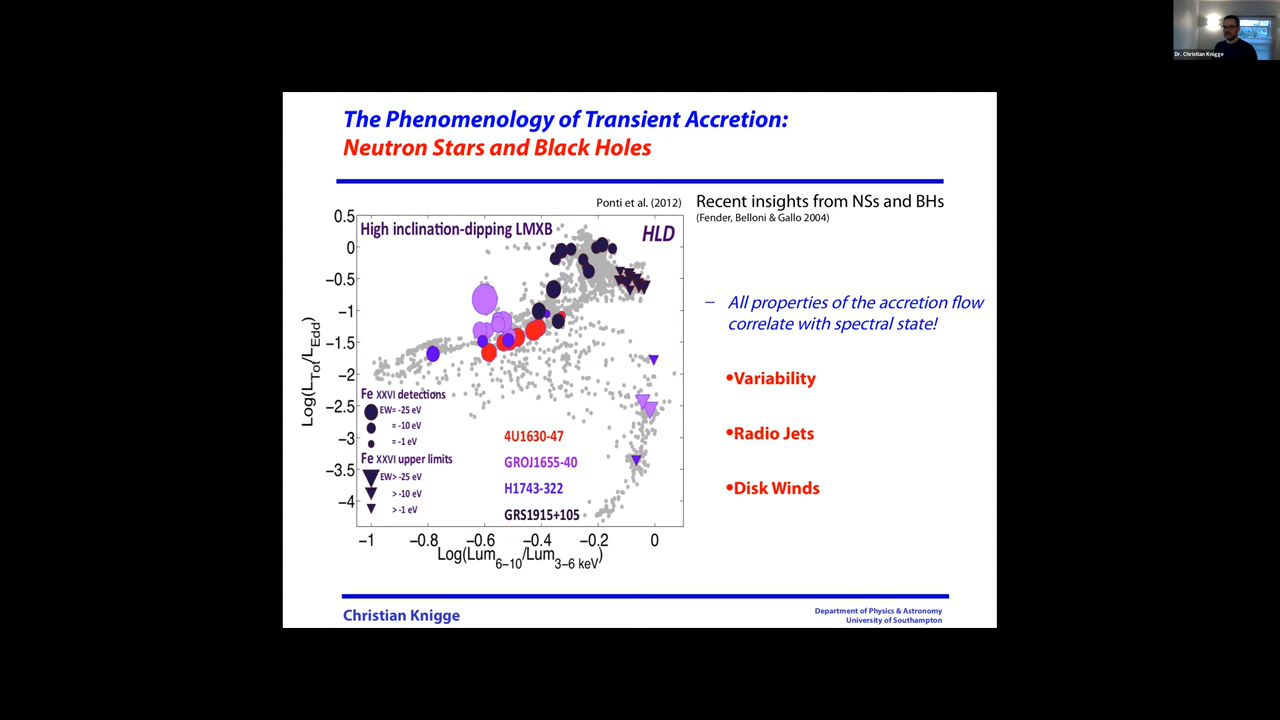 Dr. Christian Knigge
The Phenomenology of Transient Accretion:
Neutron Stars and Black Holes
Ponti et al. (2012)
Recent insights from NSs and BHs
(Fender, Belloni & Gallo 2004)
High inclination-dipping LMXB
HLD
0.5
0
−0.5
−1
−1.5
−2
−2.5
−3
−3.5
−4
Log(LTot/LEdd)
Fe XXVI detections
EW= -25 eV
= -10 eV
= -1 eV
Fe XXVI upper limits
EW> -25 eV
> -10 eV
> -1 eV
4U1630-47
GROJ1655-40
H1743-322
GRS1915+105
−1 −0.8 −0.6 −0.4 −0.2 0
Log(Lum6−10/Lum3−6 keV)
– All properties of the accretion flow
correlate with spectral state!
•Variability
•Radio Jets
•Disk Winds
Christian Knigge
Department of Physics & Astronomy
University of Southampton